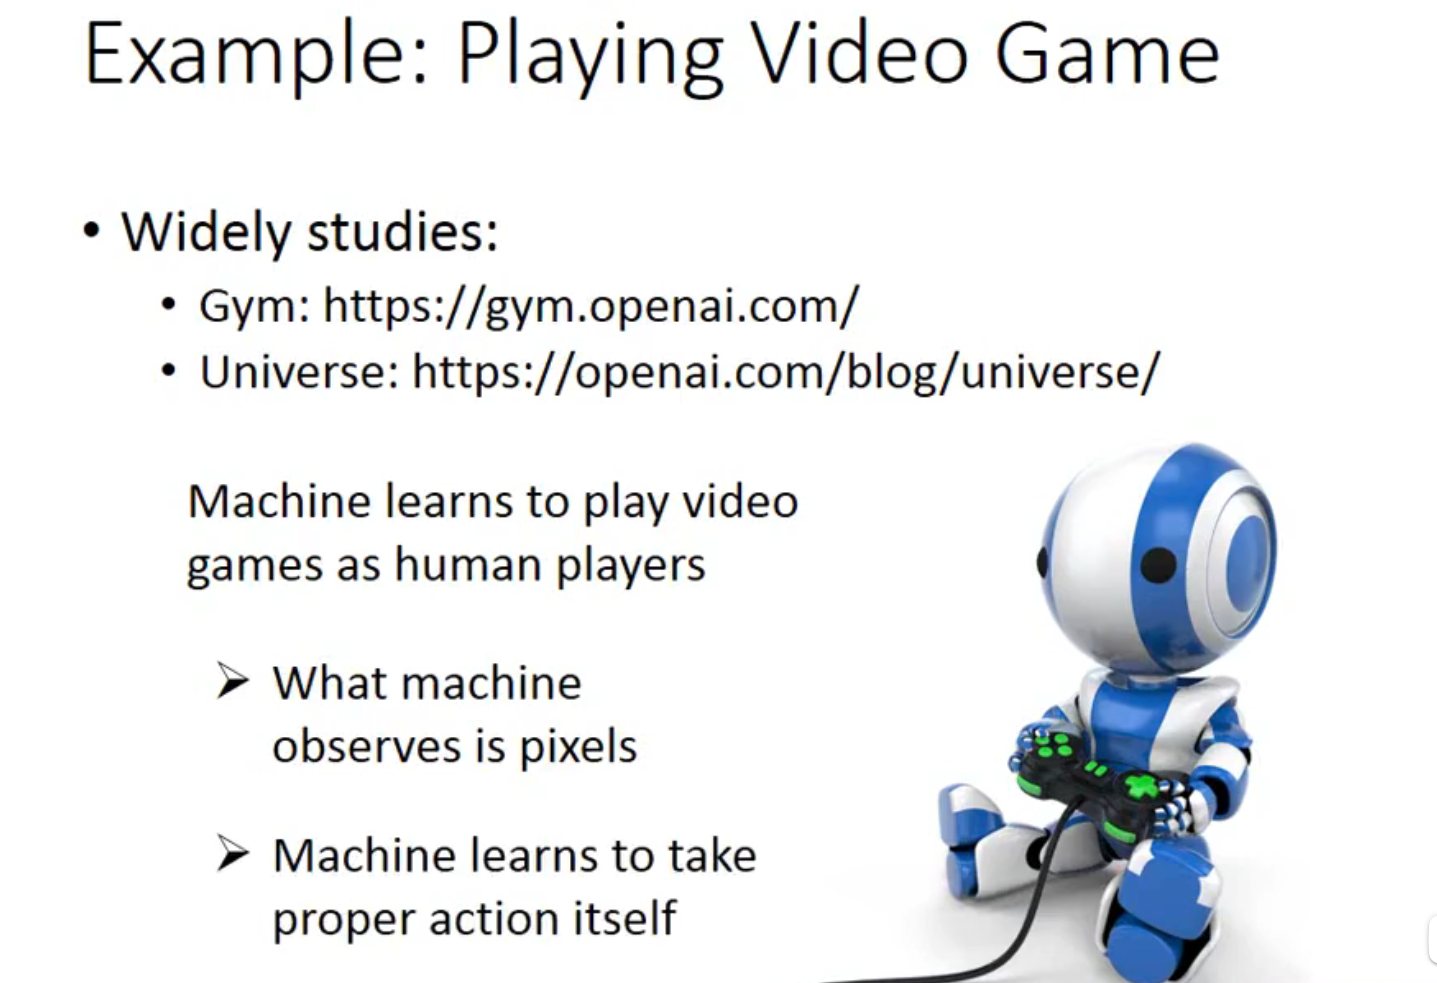 Example: Playing Video Game
• Widely studies:
• Gym: https://gym.openai.com/
• Universe: https://openai.com/blog/universe/
Machine learns to play video
games as human players
➢ What machine
observes is pixels
➢ Machine learns to take
proper action itself